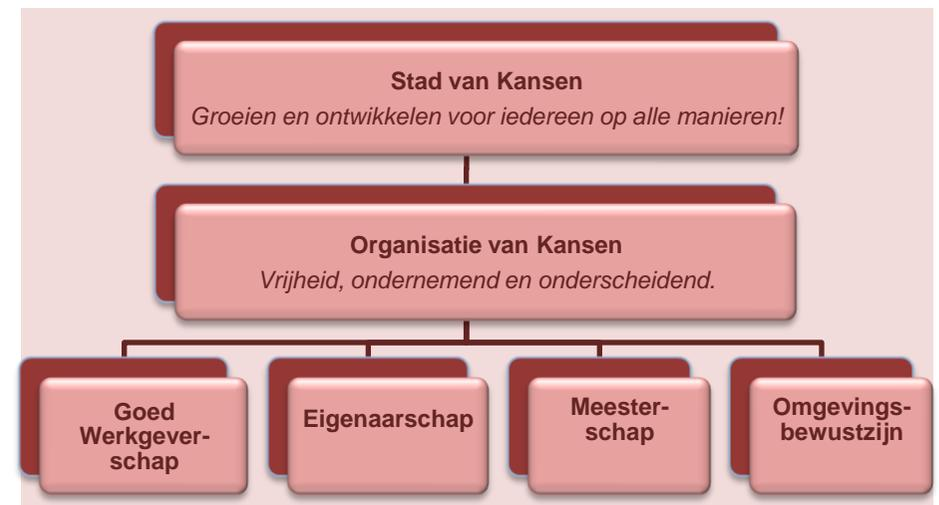 Stad van Kansen
Groeien en ontwikkelen voor iedereen op alle manieren!
Organisatie van Kansen
Vrijheid, ondernemend en onderscheidend.
Goed
Werkgever-
schap
Eigenaarschap
Meester-
schap
Omgevings-
bewustzijn